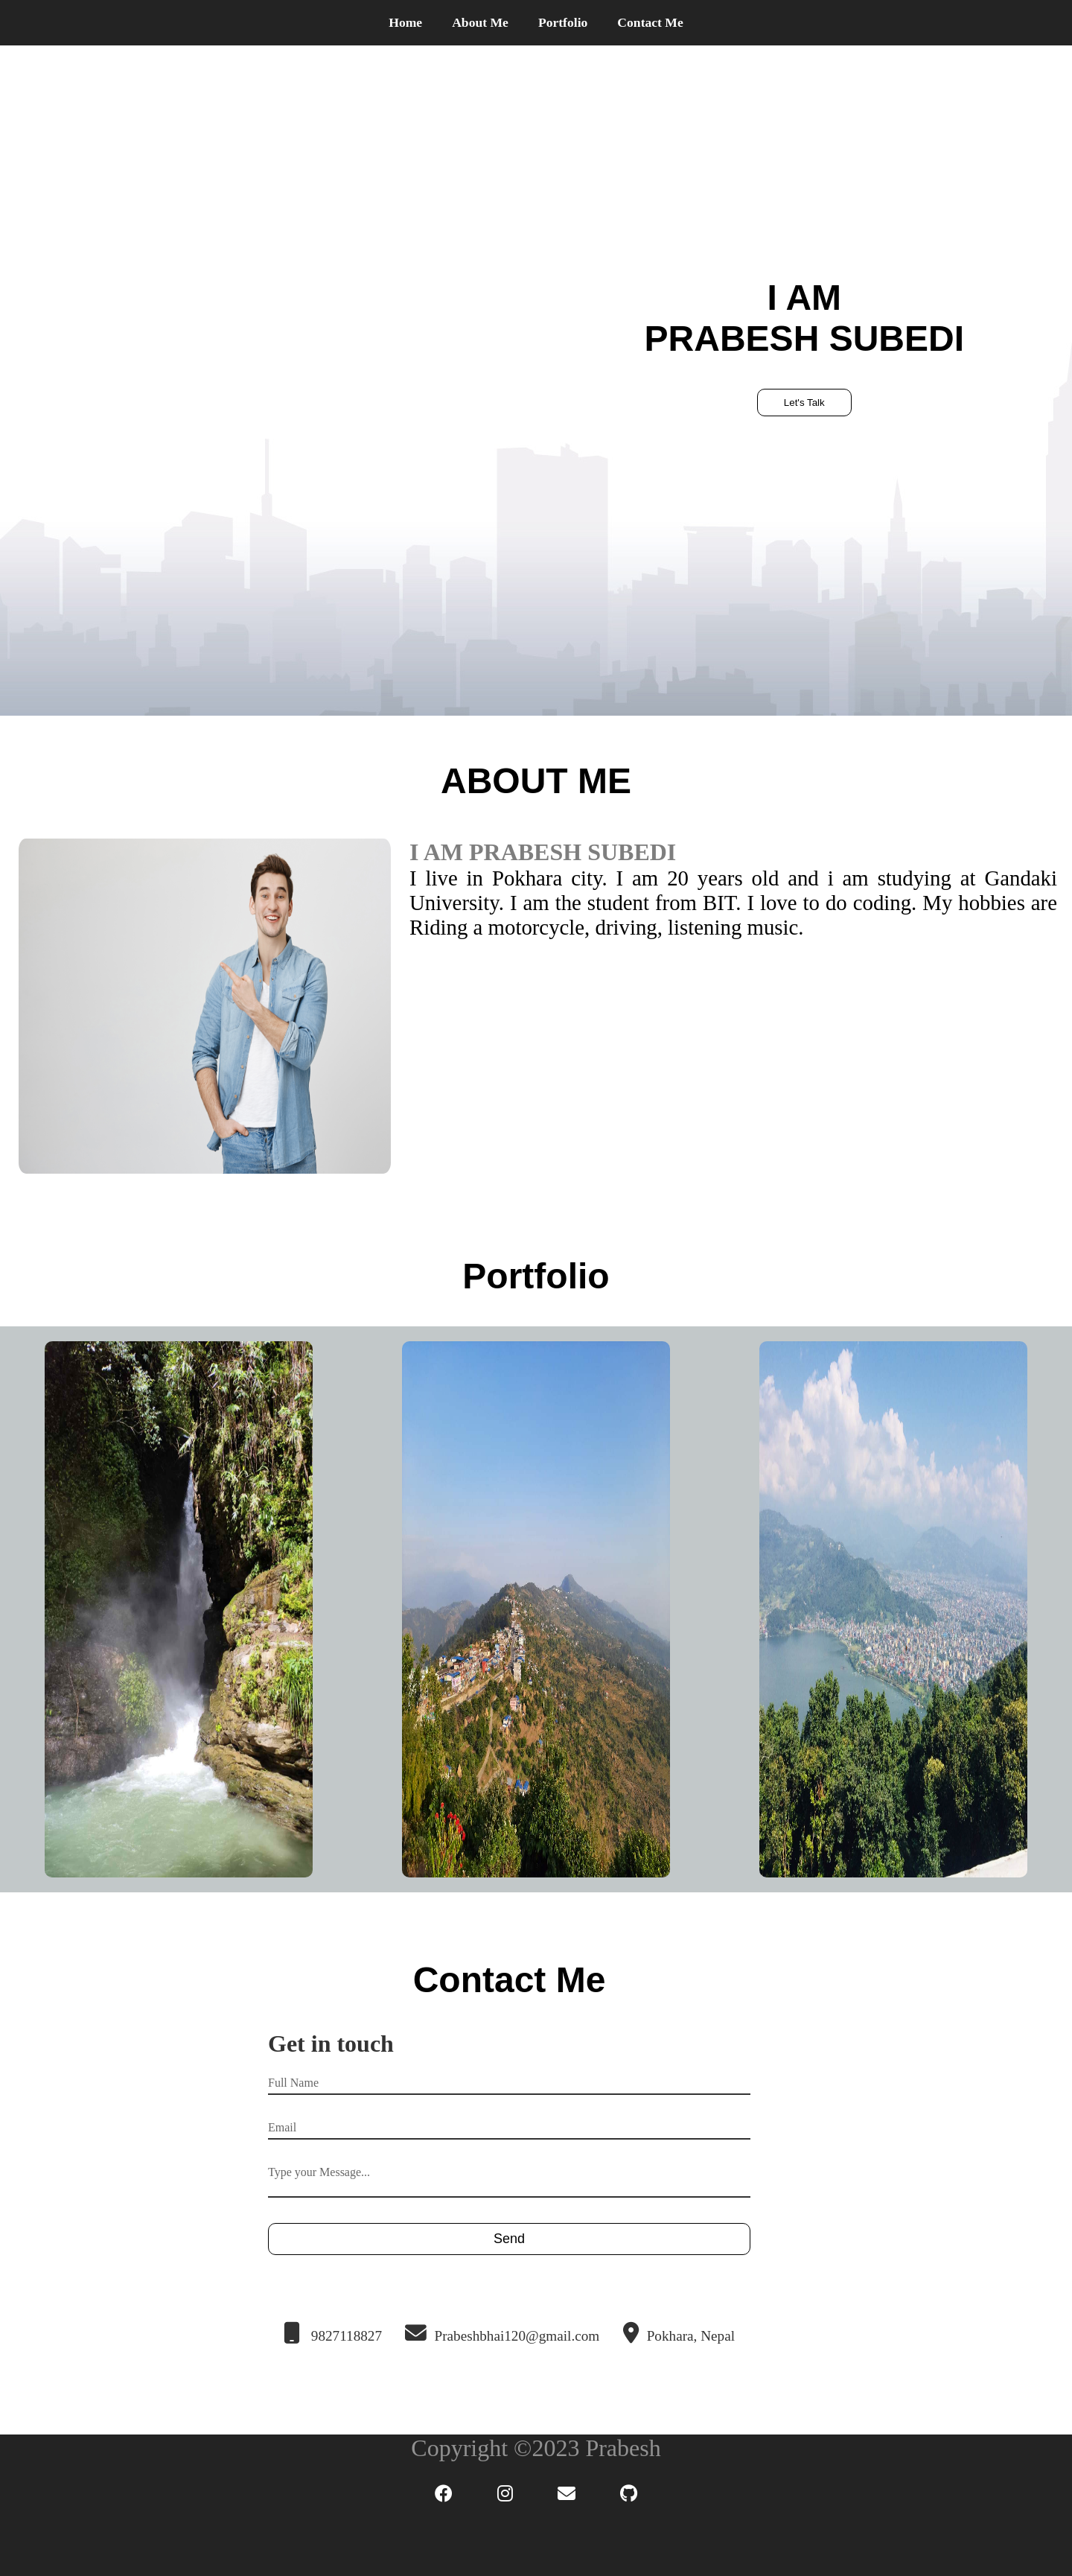 Home About Me Portfolio Contact Me
I AM
PRABESH SUBEDI
Let's Talk
ABOUT ME
I AM PRABESH SUBEDI
I live in Pokhara city. I am 20 years old and i am studying at Gandaki
University. I am the student from BIT. I love to do coding. My hobbies are
Riding a motorcycle, driving, listening music.
Portfolio
Contact Me
Get in touch
Full Name
Email
Type your Message...
Send
9827118827 Prabeshbhai120@gmail.com Pokhara, Nepal
Copyright ©2023 Prabesh